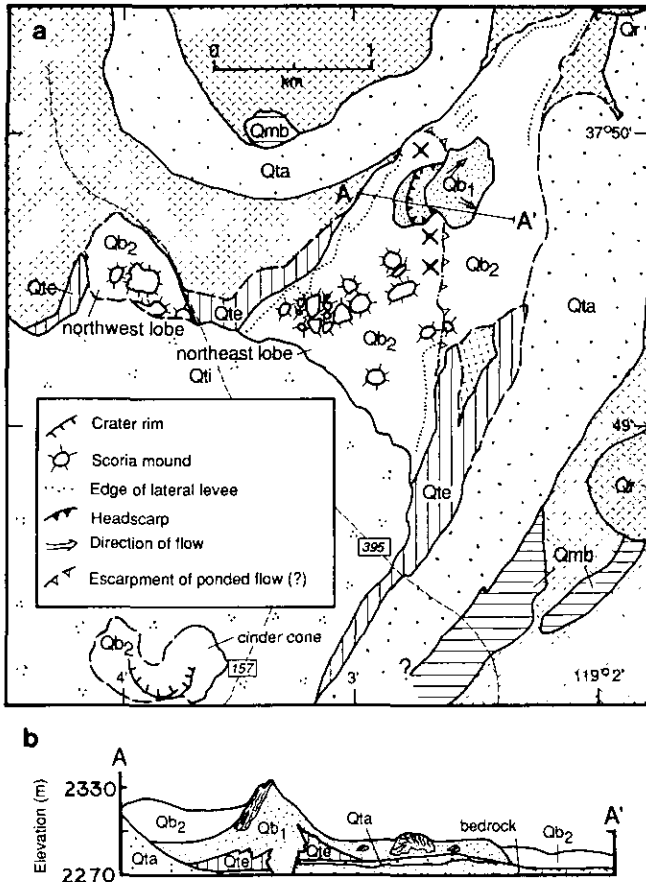 a
0 1
km
Qr
Qmb
37°50'
Qta
A
Qb1
A'
Qb2
Qb2
Qta
Qte
northwest lobe
Qte
northeast lobe
Qb2
Qti
49'
Crater rim
Scoria mound
Edge of lateral levee
Headscarp
Direction of flow
Escarpment of ponded flow (?)
Qte
Qr
395
Qmb
Qb2
cinder cone
157
?
4'
3'
119° 2'
b
A
Elevation (m)
2330
2270
Qb2
Qb1
Qta
Qta
bedrock
Qb2
A'
Qte
Qte